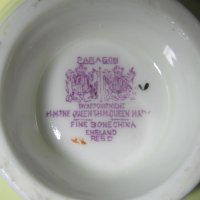 PARAGON
BY APPOINTMENT
H.M. THE QUEEN & H.M. QUEEN MARY
FINE BONE CHINA
ENGLAND
REG. D